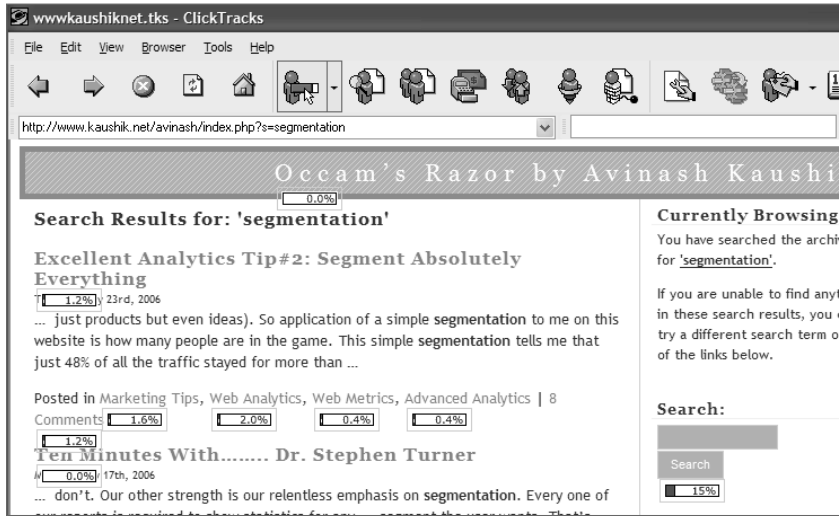 wwwkaushiknet.tks - ClickTracks
File Edit View Browser Tools Help
http://www.kaushik.net/avinash/index.php?s=segmentation
Occam's Razor by Avinash Kaushi
0.0%
Search Results for: 'segmentation'
Excellent Analytics Tip#2: Segment Absolutely
Everything
1.2% 23rd, 2006
... just products but even ideas). So application of a simple segmentation to me on this
website is how many people are in the game. This simple segmentation tells me that
just 48% of all the traffic stayed for more than ...
Posted in Marketing Tips, Web Analytics, Web Metrics, Advanced Analytics | 8
Comments 1.6% 2.0% 0.4% 0.4%
1.2%
Ten Minutes With........ Dr. Stephen Turner
0.0% 17th, 2006
... don't. Our other strength is our relentless emphasis on segmentation. Every one of
Currently Browsing
You have searched the archiv
for 'segmentation'.
If you are unable to find anyt
in these search results, you
try a different search term o
of the links below.
Search:
Search
15%